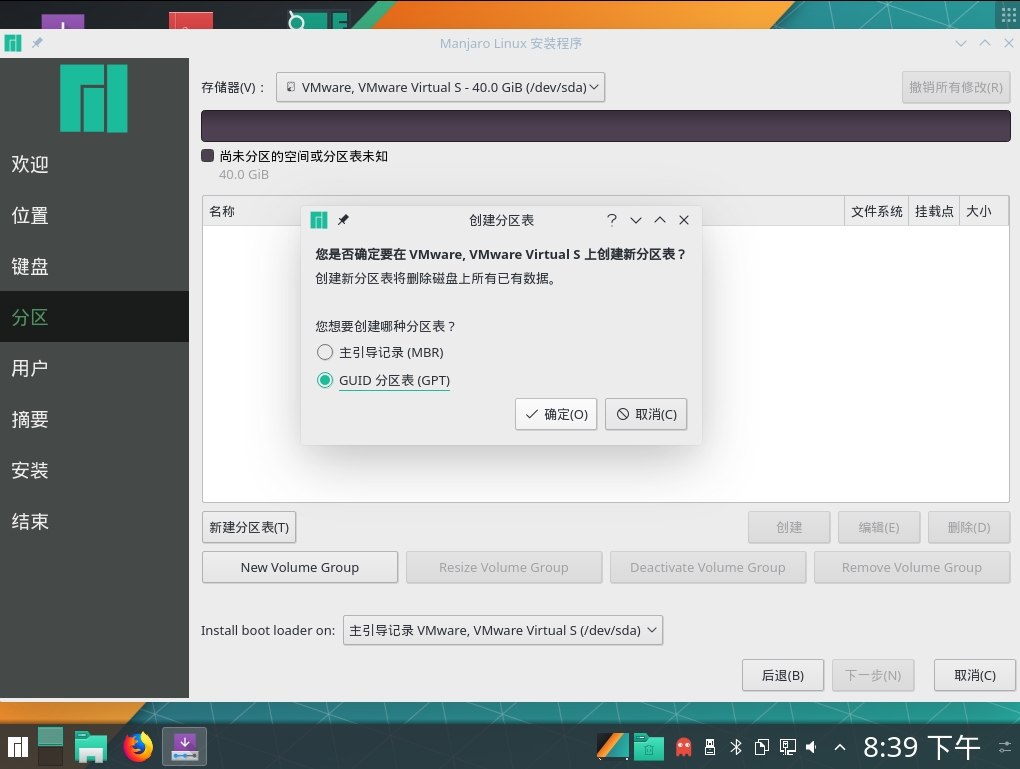 Manjaro Linux 安装程序
存储器(V)：
VMware, VMware Virtual S - 40.0 GiB (/dev/sda)
撤销所有修改(R)
欢迎
位置
键盘
分区
用户
摘要
安装
结束
尚未分区的空间或分区表未知
40.0 GiB
名称
文件系统
挂载点
大小
创建分区表
您是否确定要在 VMware, VMware Virtual S 上创建新分区表？
创建新分区表将删除磁盘上所有已有数据。
您想要创建哪种分区表？
主引导记录 (MBR)
GUID 分区表 (GPT)
确定(O)
取消(C)
新建分区表(T)
创建
编辑(E)
删除(D)
New Volume Group
Resize Volume Group
Deactivate Volume Group
Remove Volume Group
Install boot loader on:
主引导记录 VMware, VMware Virtual S (/dev/sda)
后退(B)
下一步(N)
取消(C)
8:39 下午